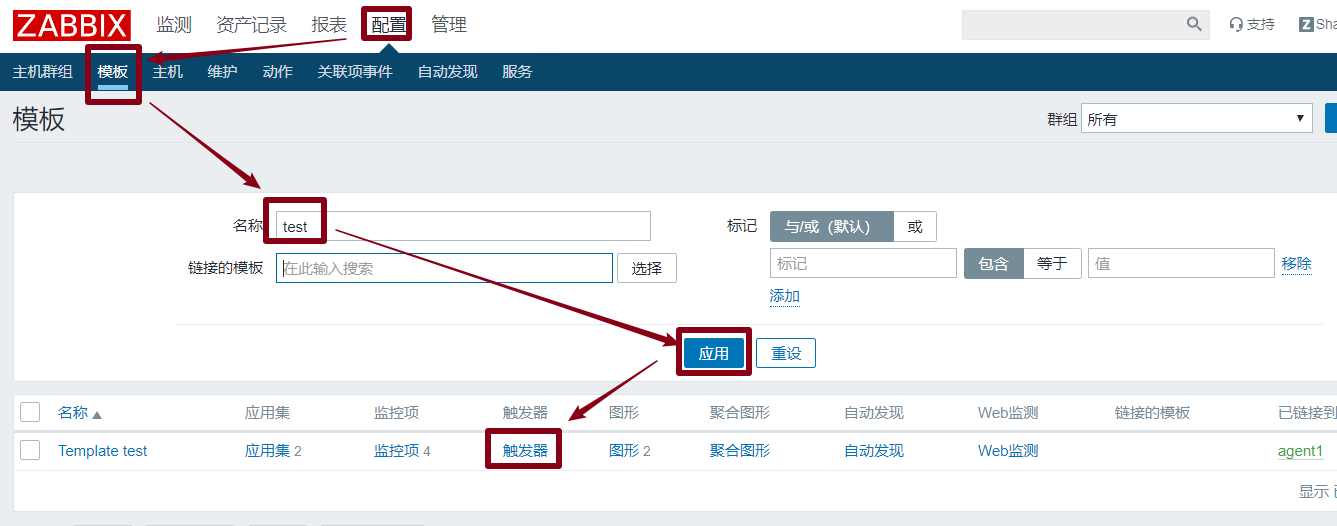 ZABBIX 监测 资产记录 报表 配置 管理 支持 Z Sha
主机群组 模板 主机 维护 动作 关联项事件 自动发现 服务
模板 群组 所有
名称 test 标记 与/或（默认） 或
链接的模板 在此输入搜索 选择 标记 包含 等于 值 移除
添加
应用 重设
名称 应用集 监控项 触发器 图形 聚合图形 自动发现 Web监测 链接的模板 已链接到
Template test 应用集 2 监控项 4 触发器 图形 2 聚合图形 自动发现 Web监测 agent1
显示